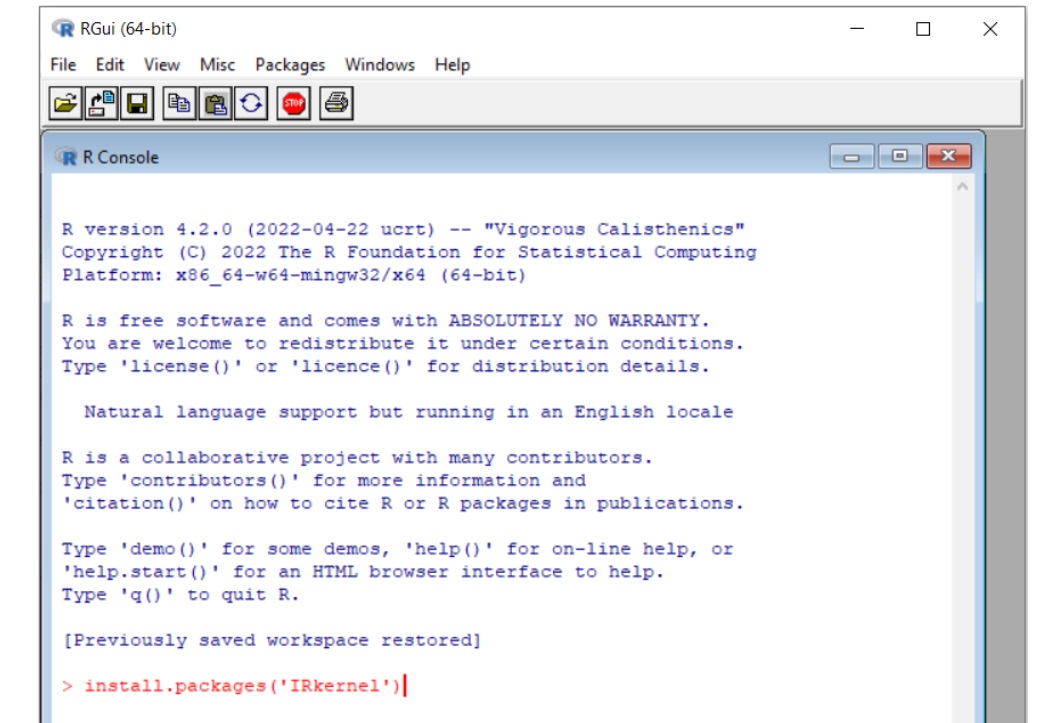 RGui (64-bit)
File Edit View Misc Packages Windows Help
STOP
R Console
R version 4.2.0 (2022-04-22 ucrt) -- "Vigorous Calisthenics"
Copyright (C) 2022 The R Foundation for Statistical Computing
Platform: x86_64-w64-mingw32/x64 (64-bit)
R is free software and comes with ABSOLUTELY NO WARRANTY.
You are welcome to redistribute it under certain conditions.
Type 'license()' or 'licence()' for distribution details.
Natural language support but running in an English locale
R is a collaborative project with many contributors.
Type 'contributors()' for more information and
'citation()' on how to cite R or R packages in publications.
Type 'demo()' for some demos, 'help()' for on-line help, or
'help.start()' for an HTML browser interface to help.
Type 'q()' to quit R.
[Previously saved workspace restored]
> install.packages('IRkernel')